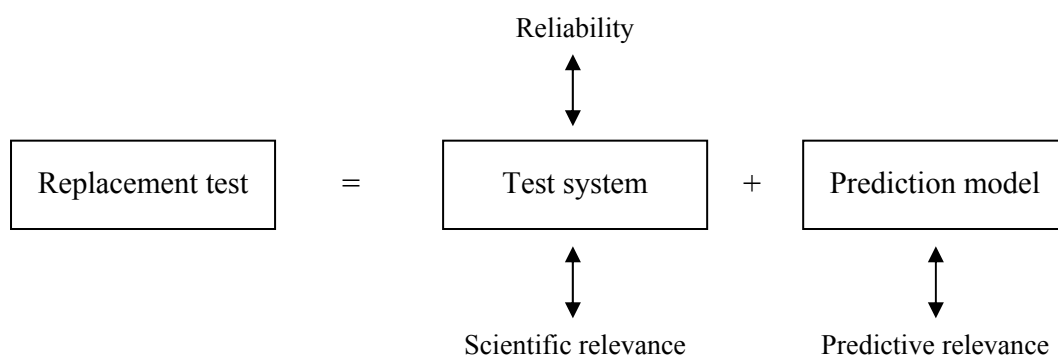 Reliability
Replacement test = Test system + Prediction model
Scientific relevance Predictive relevance